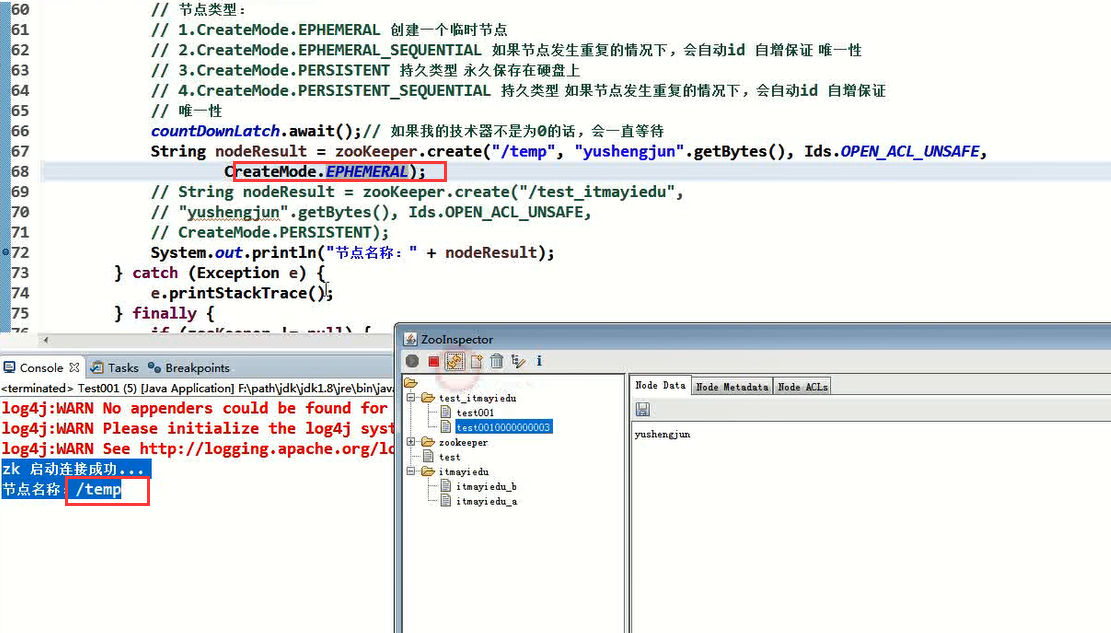 60 // 节点类型:
61 // 1.CreateMode.EPHEMERAL 创建一个临时节点
62 // 2.CreateMode.EPHEMERAL_SEQUENTIAL 如果节点发生重复的情况下，会自动id 自增保证 唯一性
63 // 3.CreateMode.PERSISTENT 持久类型 永久保存在硬盘上
64 // 4.CreateMode.PERSISTENT_SEQUENTIAL 持久类型 如果节点发生重复的情况下，会自动id 自增保证
65 // 唯一性
66 countDownLatch.await();// 如果我的技术器不是为0的话，会一直等待
67 String nodeResult = zooKeeper.create("/temp", "yushengjun".getBytes(), Ids.OPEN_ACL_UNSAFE,
68 CreateMode.EPHEMERAL);
69 // String nodeResult = zooKeeper.create("/test_itmayiedu",
70 // "yushengjun".getBytes(), Ids.OPEN_ACL_UNSAFE,
71 // CreateMode.PERSISTENT);
72 System.out.println("节点名称：" + nodeResult);
73 } catch (Exception e) {
74 e.printStackTrace();
75 } finally {
76 if (zooKeeper != null) {
Console Tasks Breakpoints
<terminated> Test001 (5) [Java Application] F:\path\jdk\jdk1.8\jre\bin\java
log4j:WARN No appenders could be found for
log4j:WARN Please initialize the log4j syst
log4j:WARN See http://logging.apache.org/lo
zk 启动连接成功...
节点名称：/temp
ZooInspector
test_itmayiedu
test001
test0010000000003
zookeeper
test
itmayiedu
itmayiedu_b
itmayiedu_a
Node Data Node Metadata Node ACLs
yushengjun